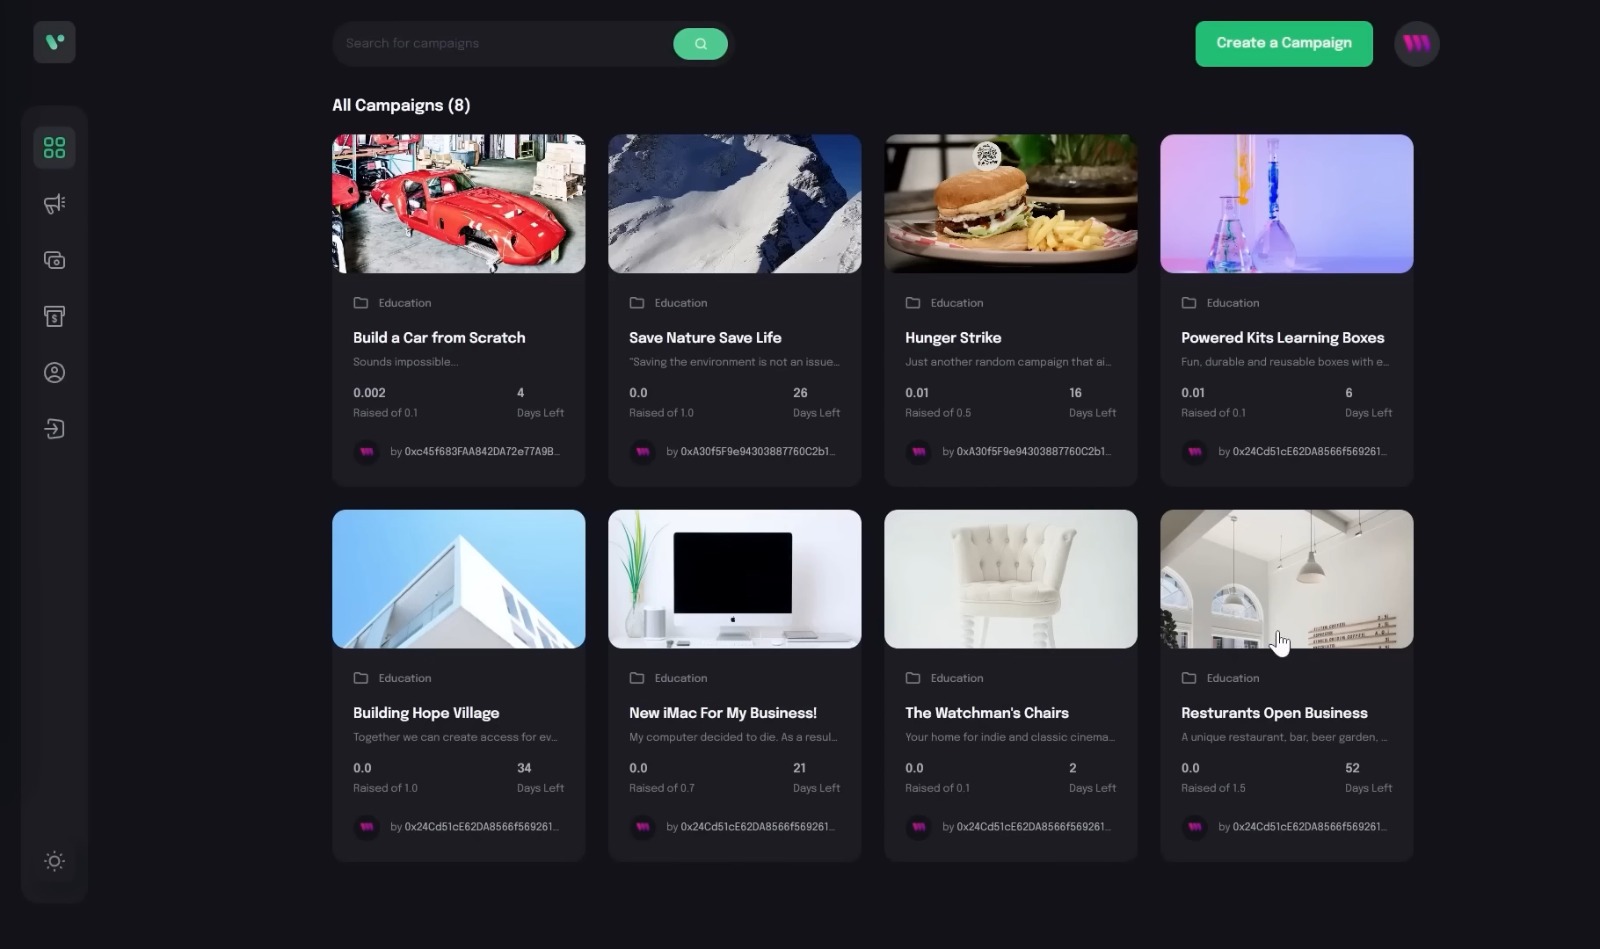 Search for campaigns
Create a Campaign
All Campaigns (8)
Education
Build a Car from Scratch
Sounds impossible...
0.002
4
Raised of 0.1
Days Left
by 0xc45f683FAA842DA72e77A9B...
Education
Save Nature Save Life
"Saving the environment is not an issue...
0.0
26
Raised of 1.0
Days Left
by 0xA30f5F9e94303887760C2b1...
Education
Hunger Strike
Just another random campaign that ai...
0.01
16
Raised of 0.5
Days Left
by 0xA30f5F9e94303887760C2b1...
Education
Powered Kits Learning Boxes
Fun, durable and reusable boxes with e...
0.01
6
Raised of 0.1
Days Left
by 0x24Cd51cE62DA8566f569261...
Education
Building Hope Village
Together we can create access for ev...
0.0
34
Raised of 1.0
Days Left
by 0x24Cd51cE62DA8566f569261...
Education
New iMac For My Business!
My computer decided to die. As a resul...
0.0
21
Raised of 0.7
Days Left
by 0x24Cd51cE62DA8566f569261...
Education
The Watchman's Chairs
Your home for indie and classic cinema...
0.0
2
Raised of 0.1
Days Left
by 0x24Cd51cE62DA8566f569261...
Education
Resturants Open Business
A unique restaurant, bar, beer garden, ...
0.0
52
Raised of 1.5
Days Left
by 0x24Cd51cE62DA8566f569261...